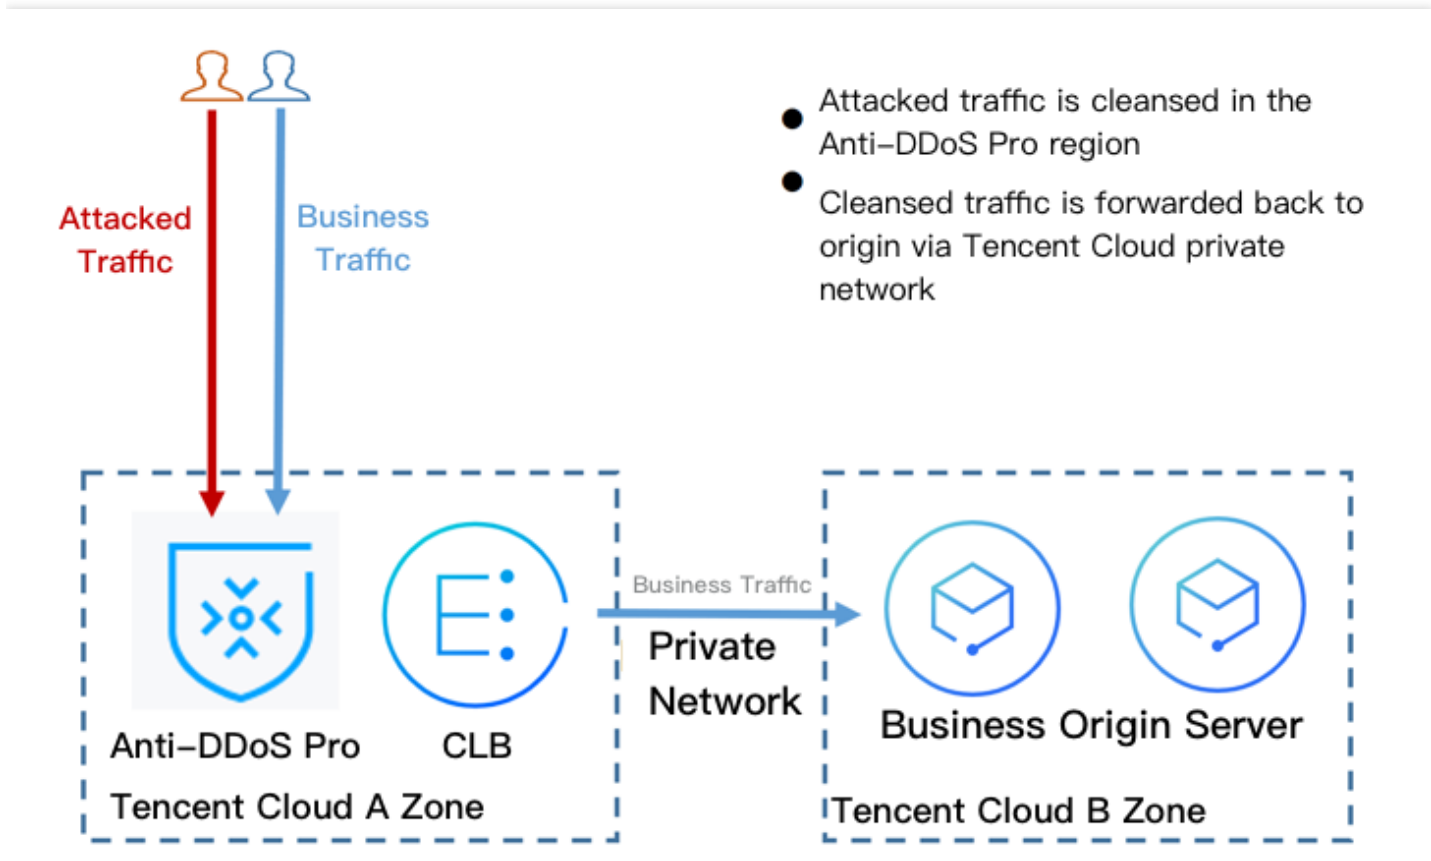 Attacked traffic is cleansed in the
Anti-DDoS Pro region
Cleansed traffic is forwarded back to
origin via Tencent Cloud private
network
Attacked
Traffic
Business
Traffic
Business Traffic
Private
Network
Anti-DDoS Pro
CLB
Tencent Cloud A Zone
Business Origin Server
Tencent Cloud B Zone